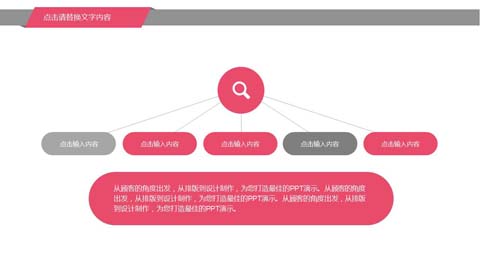 点击请替换文字内容
点击输入内容
点击输入内容
点击输入内容
点击输入内容
点击输入内容
从顾客的角度出发，从排版到设计制作，为您打造最佳的PPT演示。从顾客的角度
出发，从排版到设计制作，为您打造最佳的PPT演示。从顾客的角度出发，从排版
到设计制作，为您打造最佳的PPT演示。